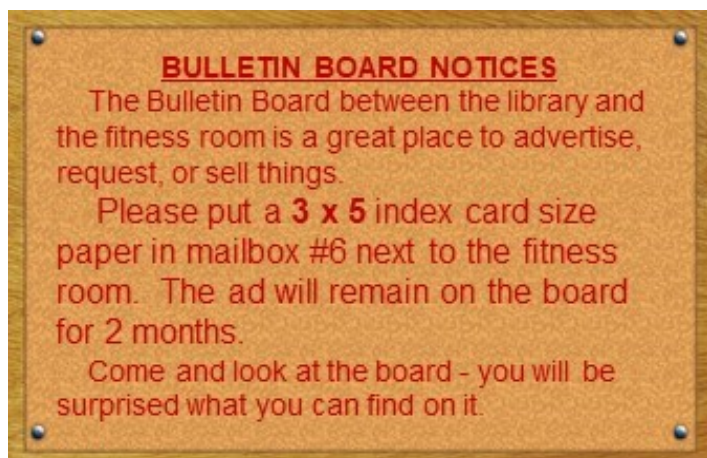 BULLETIN BOARD NOTICES
The Bulletin Board between the library and
the fitness room is a great place to advertise,
request, or sell things.
Please put a 3 x 5 index card size
paper in mailbox #6 next to the fitness
room. The ad will remain on the board
for 2 months.
Come and look at the board - you will be
surprised what you can find on it.